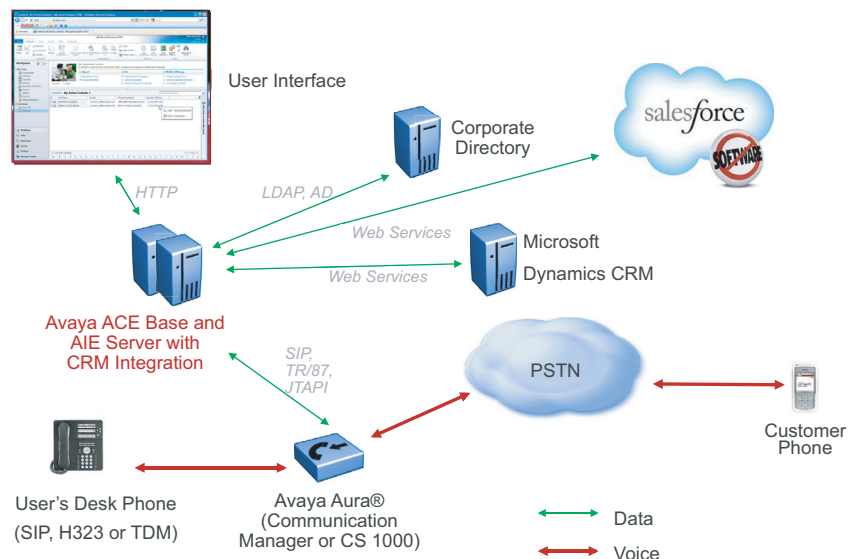 User Interface
Corporate
Directory
salesforce
SOFTWARE
HTTP
LDAP, AD
Web Services
Web Services
Microsoft
Dynamics CRM
Avaya ACE Base and
AIE Server with
CRM Integration
SIP,
TR/87,
JTAPI
PSTN
Customer
Phone
User's Desk Phone
(SIP, H323 or TDM)
Avaya Aura®
(Communication
Manager or CS 1000)
Data
Voice